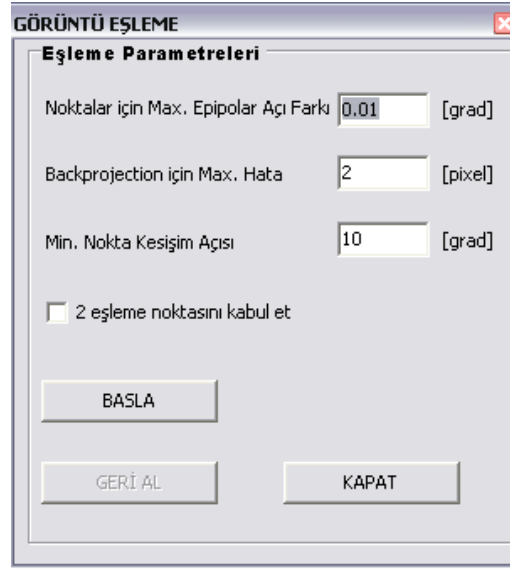 GÖRÜNTÜ EŞLEME
Eşleme Parametreleri
Noktalar için Max. Epipolar Açı Farkı 0.01 [grad]
Backprojection için Max. Hata 2 [pixel]
Min. Nokta Kesişim Açısı 10 [grad]
2 eşleme noktasını kabul et
BASLA
GERİ AL KAPAT